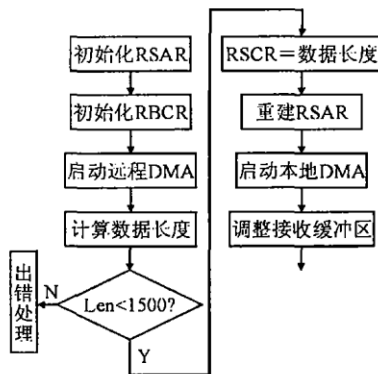 初始化RSAR
初始化RBCR
启动远程DMA
计算数据长度
Len<1500?
N
出错处理
Y
RSCR=数据长度
重建RSAR
启动本地DMA
调整接收缓冲区